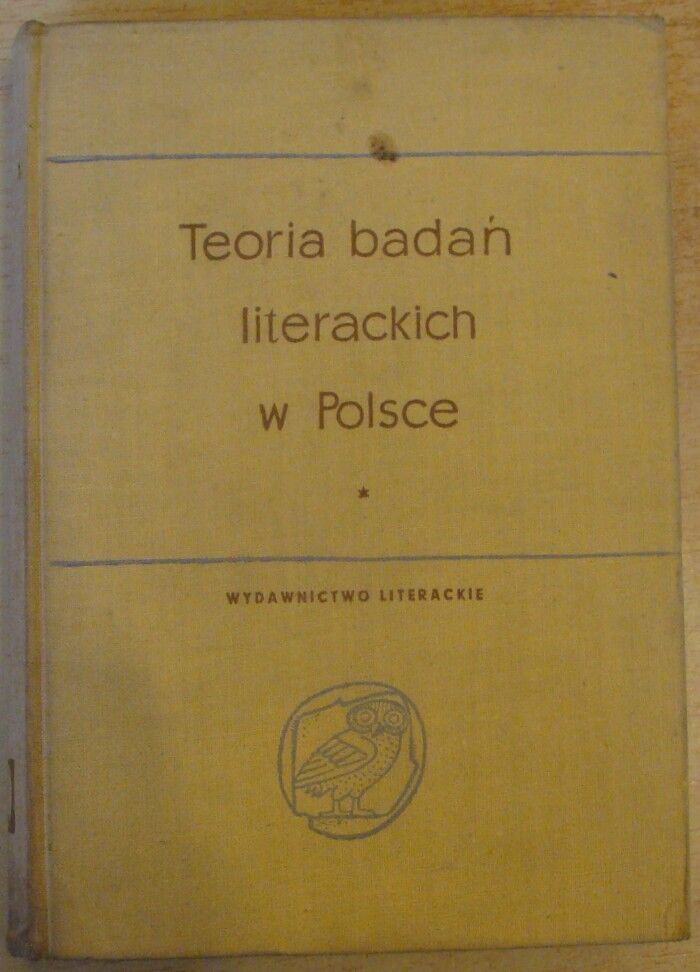 Teoria badań
literackich
w Polsce
*
WYDAWNICTWO LITERACKIE